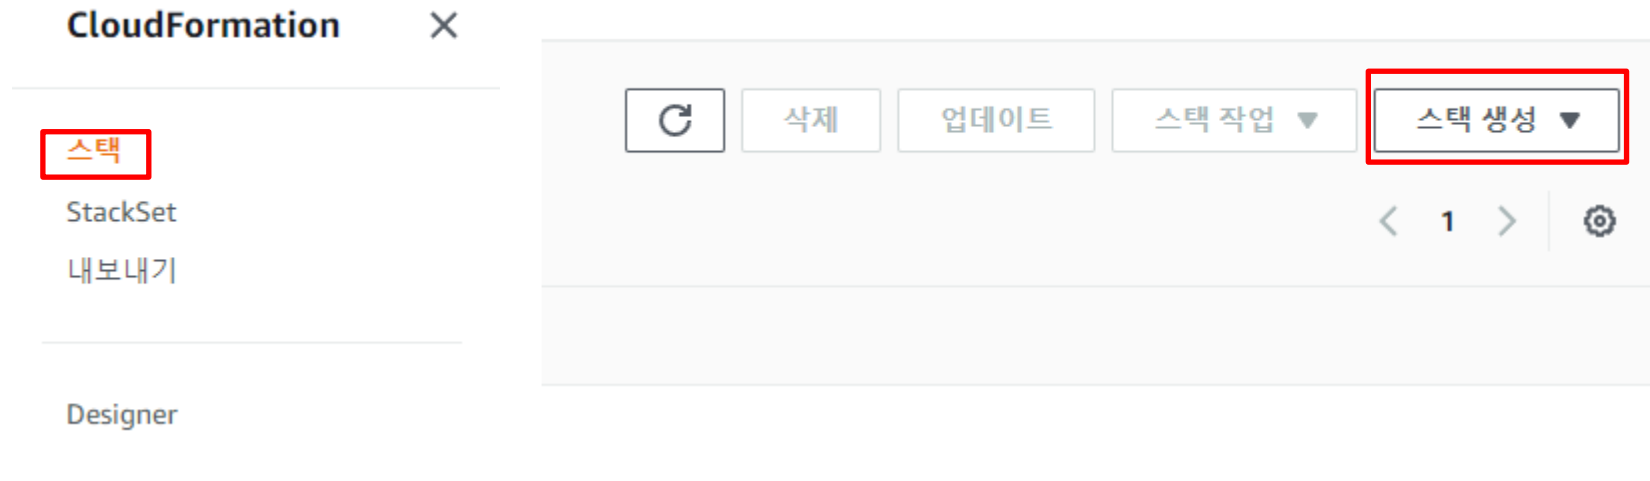 CloudFormation
스택
StackSet
내보내기
Designer
삭제 업데이트 스택 작업 스택 생성
1